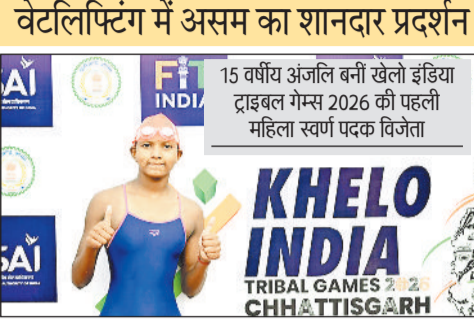 वेटलिफ्टिंग में असम का शानदार प्रदर्शन
15 वर्षीय अंजलि बनीं खेलो इंडिया
ट्राइबल गेम्स 2026 की पहली
महिला स्वर्ण पदक विजेता
SAI
FIT
INDIA
KHELO
INDIA
TRIBAL GAMES 2026
CHHATTISGARH
SAI
arena